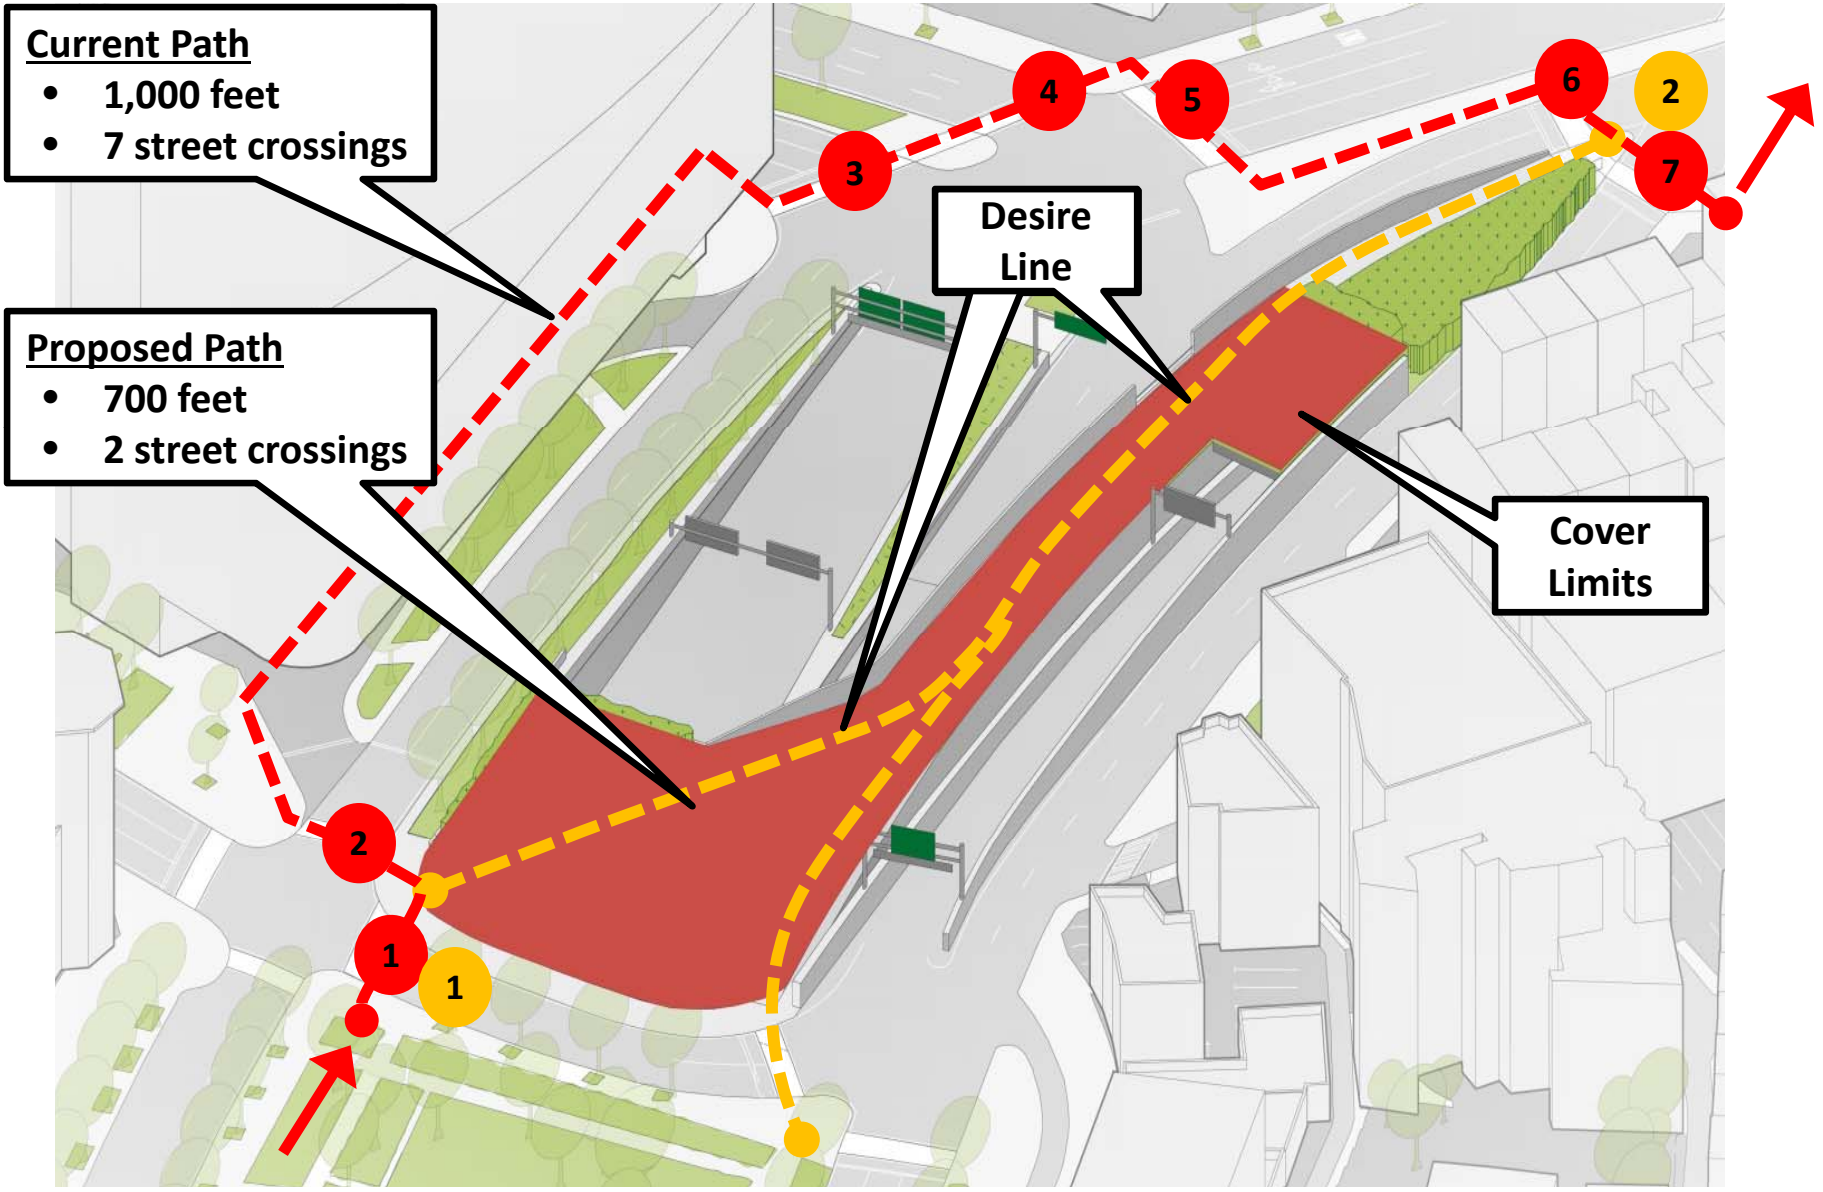 Current Path
• 1,000 feet
• 7 street crossings
4
6
2
5
3
7
Desire
Line
Proposed Path
• 700 feet
• 2 street crossings
Cover
Limits
2
1
1